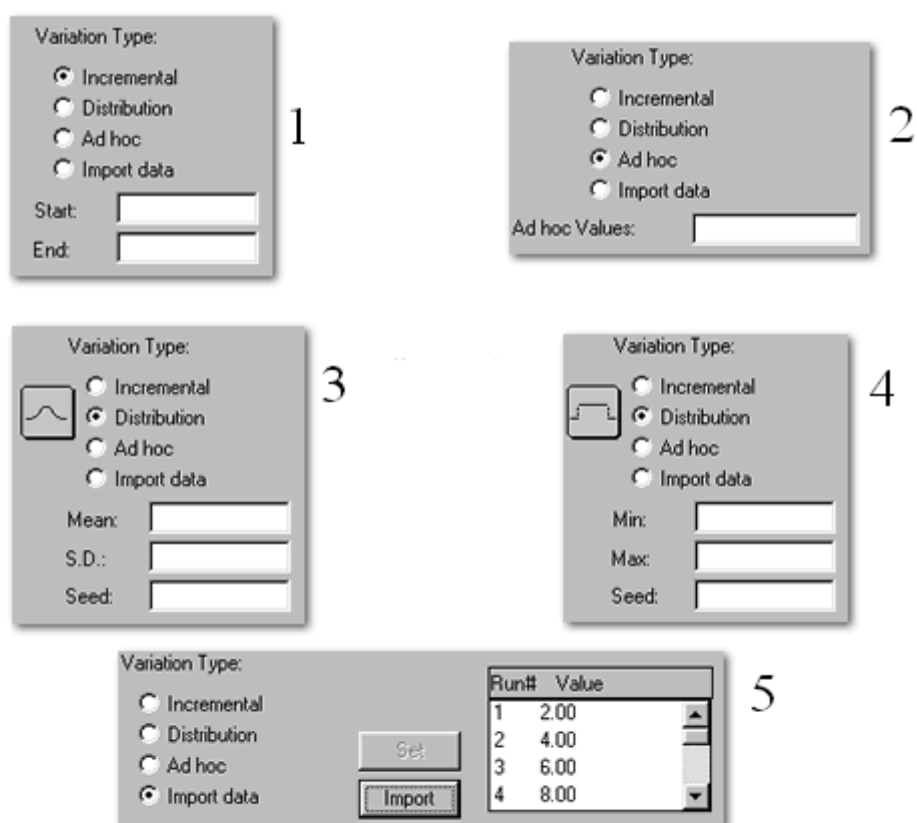 Variation Type:
Incremental
Distribution
Ad hoc
Import data
Start:
End:
1
Variation Type:
Incremental
Distribution
Ad hoc
Import data
Ad hoc Values:
2
Variation Type:
Incremental
Distribution
Ad hoc
Import data
Mean:
S.D.:
Seed:
3
Variation Type:
Incremental
Distribution
Ad hoc
Import data
Min:
Max:
Seed:
4
Variation Type:
Incremental
Distribution
Ad hoc
Import data
Set
Import
Run# Value
1 2.00
2 4.00
3 6.00
4 8.00
5